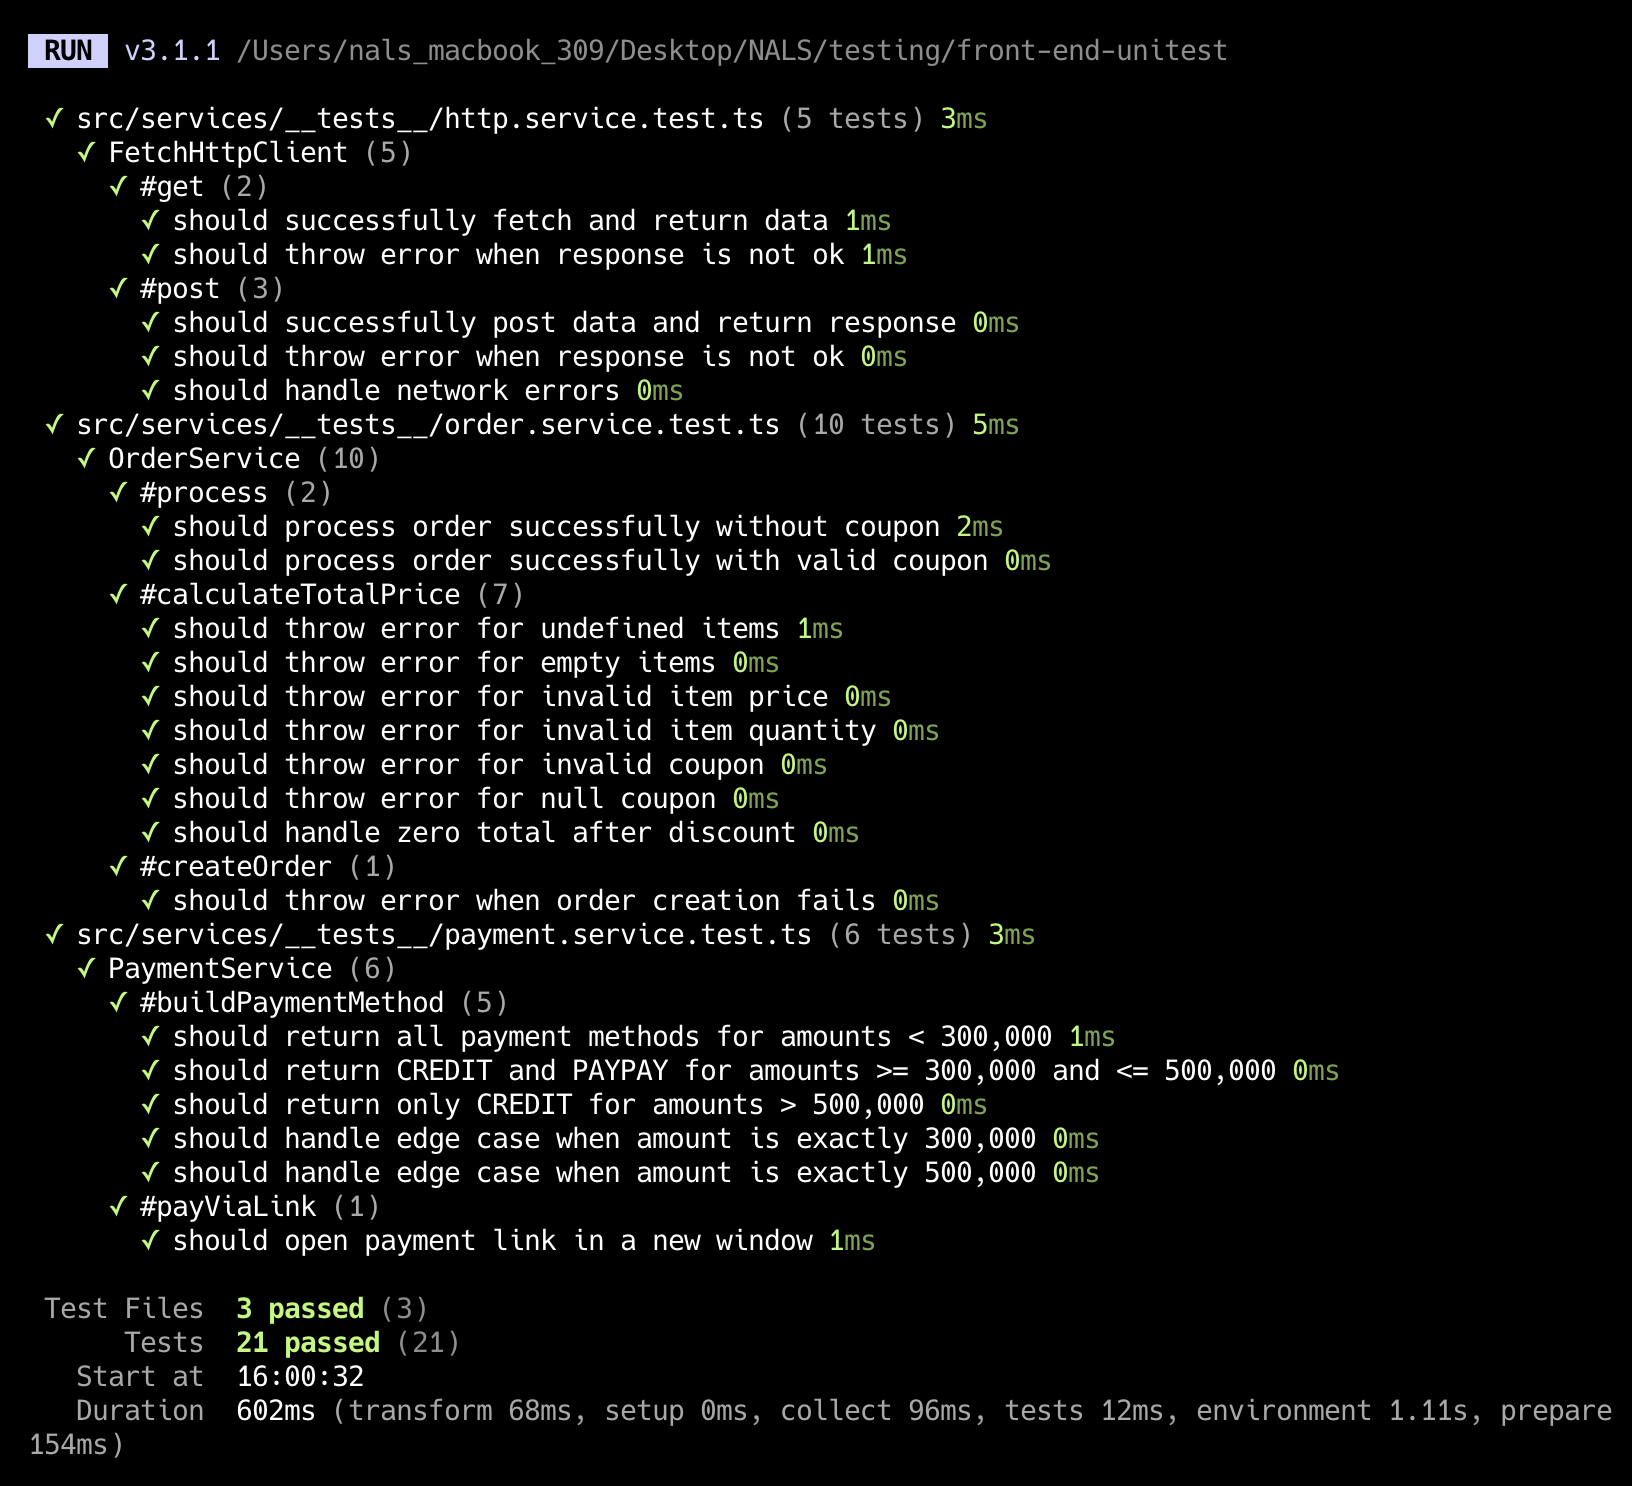 RUN v3.1.1 /Users/nals_macbook_309/Desktop/NALS/testing/front-end-unitest
✓ src/services/__tests__/http.service.test.ts (5 tests) 3ms
✓ FetchHttpClient (5)
✓ #get (2)
✓ should successfully fetch and return data 1ms
✓ should throw error when response is not ok 1ms
✓ #post (3)
✓ should successfully post data and return response 0ms
✓ should throw error when response is not ok 0ms
✓ should handle network errors 0ms
✓ src/services/__tests__/order.service.test.ts (10 tests) 5ms
✓ OrderService (10)
✓ #process (2)
✓ should process order successfully without coupon 2ms
✓ should process order successfully with valid coupon 0ms
✓ #calculateTotalPrice (7)
✓ should throw error for undefined items 1ms
✓ should throw error for empty items 0ms
✓ should throw error for invalid item price 0ms
✓ should throw error for invalid item quantity 0ms
✓ should throw error for invalid coupon 0ms
✓ should throw error for null coupon 0ms
✓ should handle zero total after discount 0ms
✓ #createOrder (1)
✓ should throw error when order creation fails 0ms
✓ src/services/__tests__/payment.service.test.ts (6 tests) 3ms
✓ PaymentService (6)
✓ #buildPaymentMethod (5)
✓ should return all payment methods for amounts < 300,000 1ms
✓ should return CREDIT and PAYPAY for amounts >= 300,000 and <= 500,000 0ms
✓ should return only CREDIT for amounts > 500,000 0ms
✓ should handle edge case when amount is exactly 300,000 0ms
✓ should handle edge case when amount is exactly 500,000 0ms
✓ #payViaLink (1)
✓ should open payment link in a new window 1ms
Test Files 3 passed (3)
Tests 21 passed (21)
Start at 16:00:32
Duration 602ms (transform 68ms, setup 0ms, collect 96ms, tests 12ms, environment 1.11s, prepare
154ms)